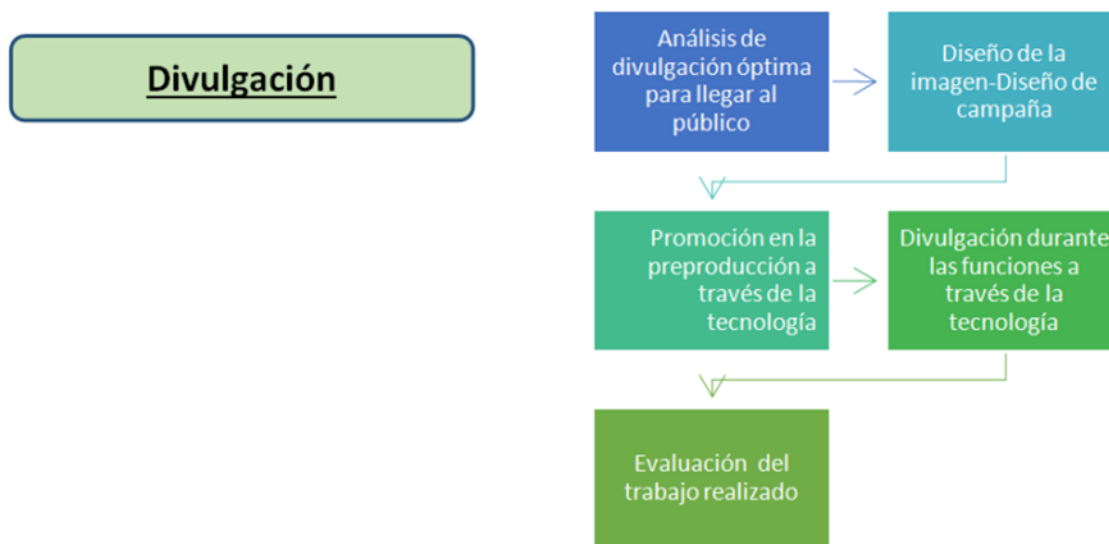 Divulgación
Análisis de
divulgación óptima
para llegar al
público
Diseño de la
imagen-Diseño de
campaña
Promoción en la
preproducción a
través de la
tecnología
Divulgación durante
las funciones a
través de la
tecnología
Evaluación del
trabajo realizado